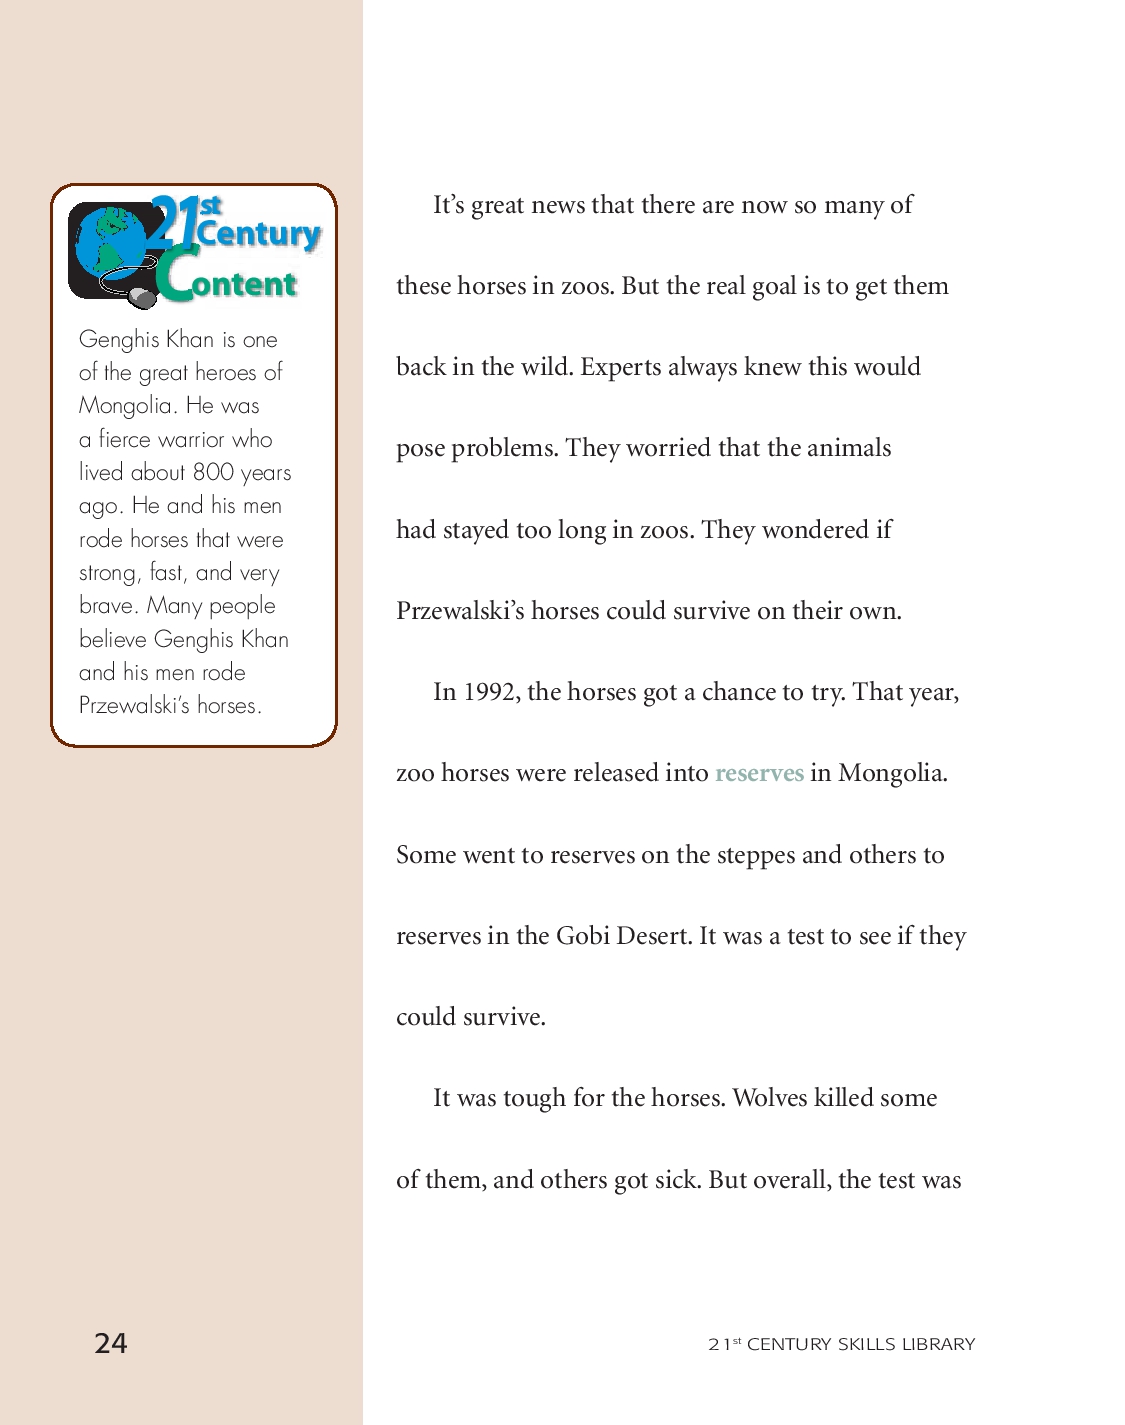 21st
Century
Content
Genghis Khan is one
of the great heroes of
Mongolia. He was
a fierce warrior who
lived about 800 years
ago. He and his men
rode horses that were
strong, fast, and very
brave. Many people
believe Genghis Khan
and his men rode
Przewalski’s horses.
It’s great news that there are now so many of
these horses in zoos. But the real goal is to get them
back in the wild. Experts always knew this would
pose problems. They worried that the animals
had stayed too long in zoos. They wondered if
Przewalski’s horses could survive on their own.
In 1992, the horses got a chance to try. That year,
zoo horses were released into reserves in Mongolia.
Some went to reserves on the steppes and others to
reserves in the Gobi Desert. It was a test to see if they
could survive.
It was tough for the horses. Wolves killed some
of them, and others got sick. But overall, the test was
24
21st CENTURY SKILLS LIBRARY